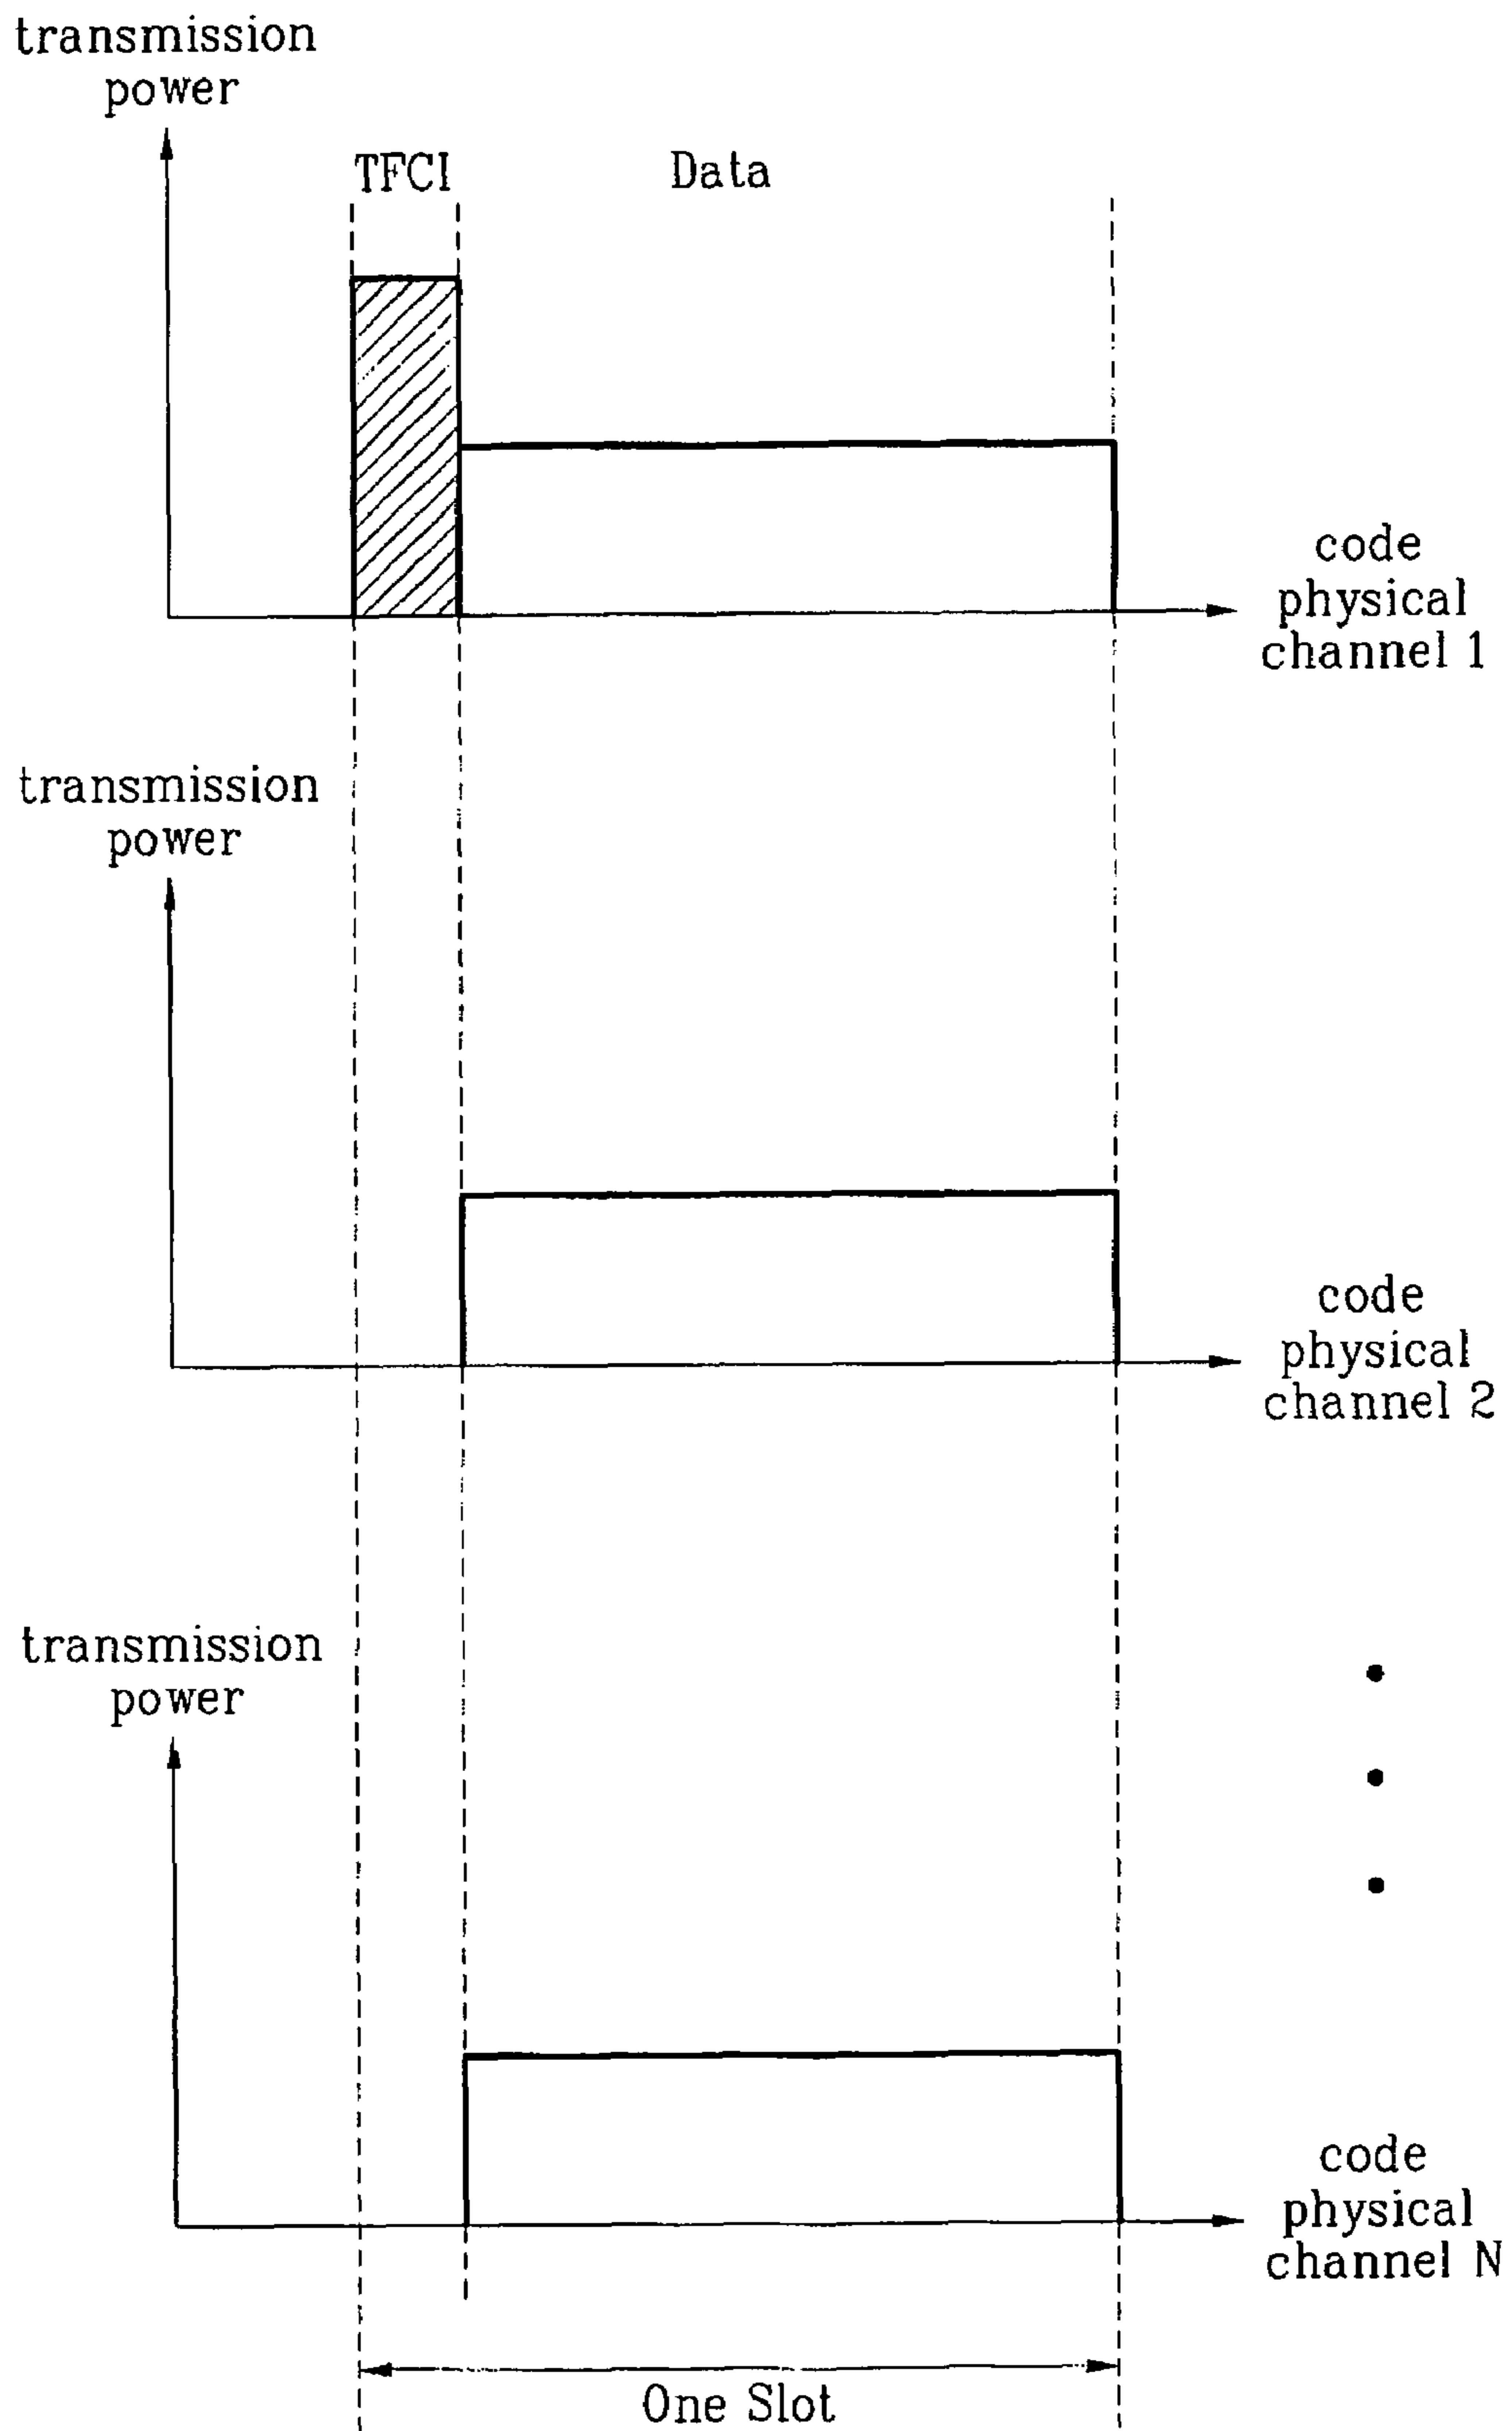 transmission
power
TFCI
Data
code
physical
channel 1
transmission
power
code
physical
channel 2
transmission
power
code
physical
channel N
One Slot